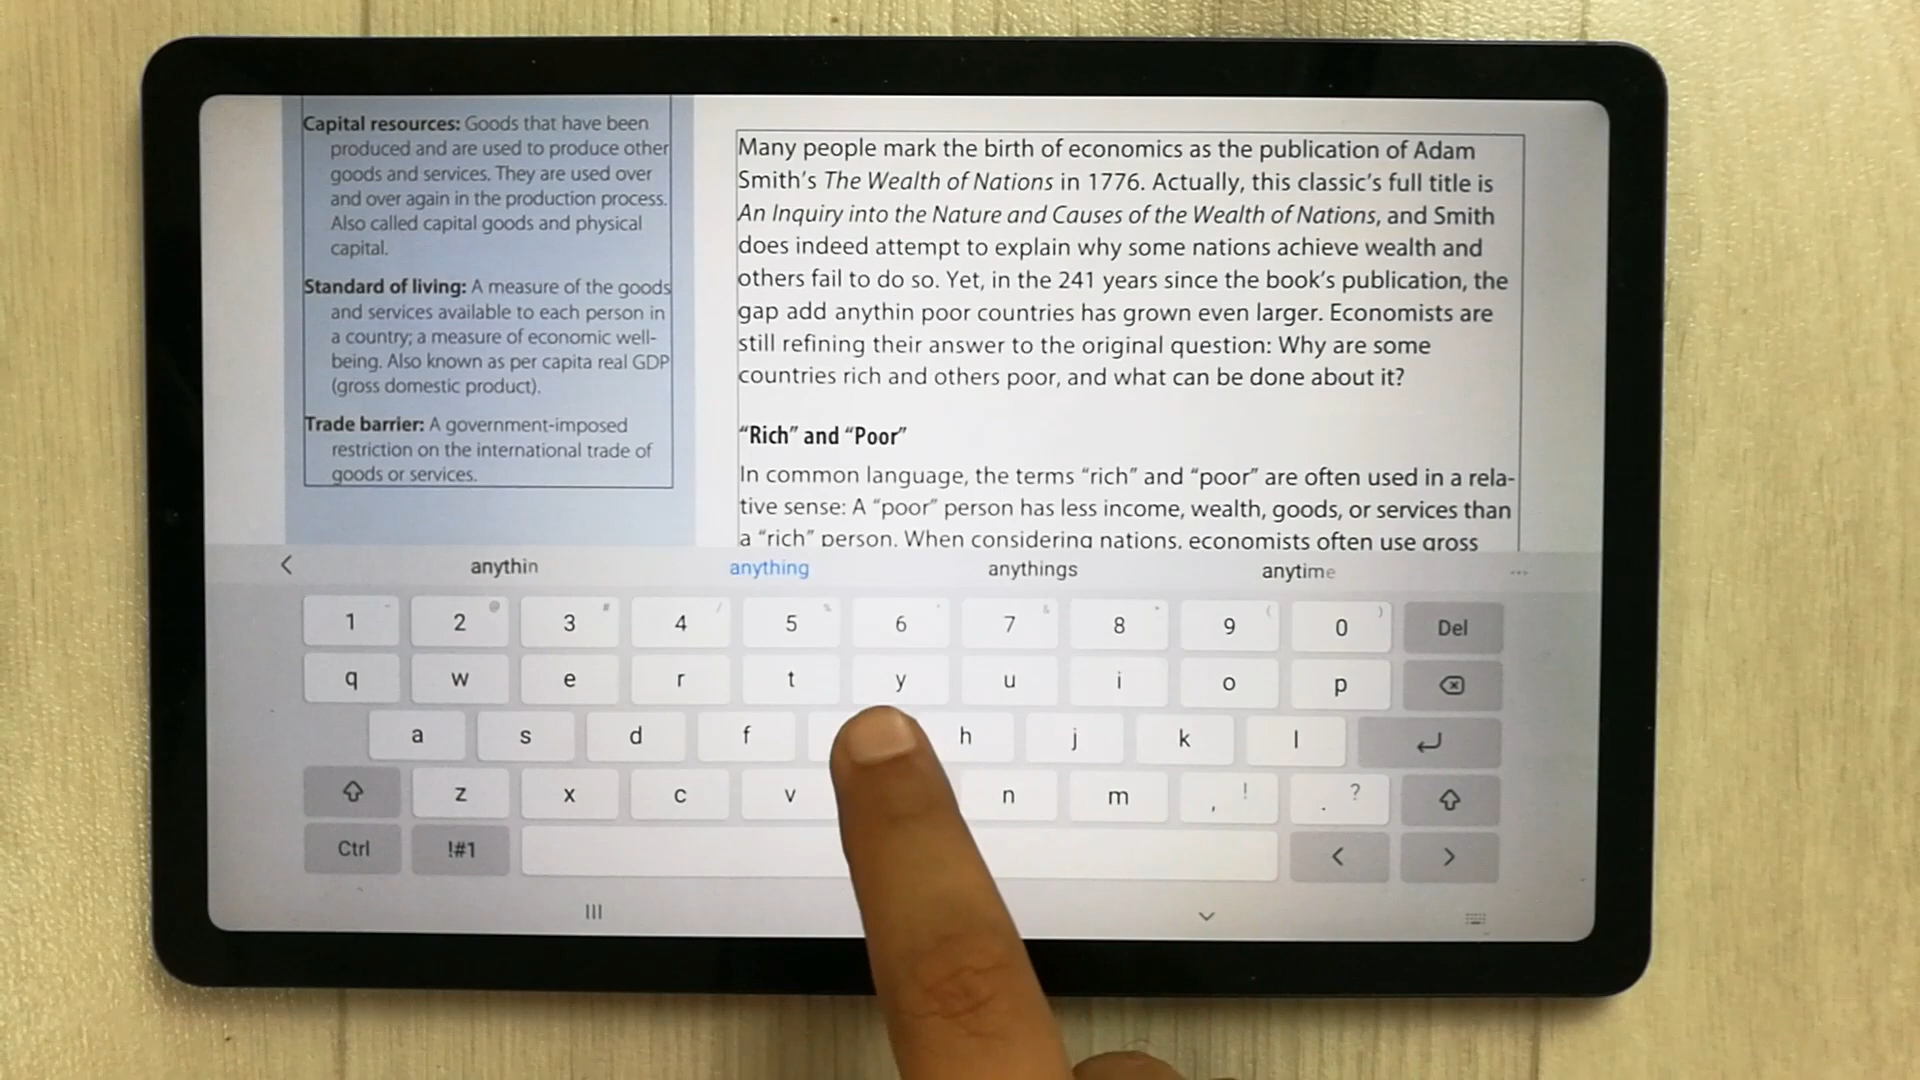 Capital resources: Goods that have been
produced and are used to produce other
goods and services. They are used over
and over again in the production process.
Also called capital goods and physical
capital.
Standard of living: A measure of the goods
and services available to each person in
a country; a measure of economic well-
being. Also known as per capita real GDP
(gross domestic product).
Trade barrier: A government-imposed
restriction on the international trade of
goods or services.
Many people mark the birth of economics as the publication of Adam
Smith’s The Wealth of Nations in 1776. Actually, this classic’s full title is
An Inquiry into the Nature and Causes of the Wealth of Nations, and Smith
does indeed attempt to explain why some nations achieve wealth and
others fail to do so. Yet, in the 241 years since the book’s publication, the
gap add anythin poor countries has grown even larger. Economists are
still refining their answer to the original question: Why are some
countries rich and others poor, and what can be done about it?
“Rich” and “Poor”
In common language, the terms “rich” and “poor” are often used in a rela-
tive sense: A “poor” person has less income, wealth, goods, or services than
a “rich” person. When considering nations, economists often use gross
anythin anything anythings anytime ...
1 2 @ 3 # 4 / 5 % 6 7 & 8 * 9 ( 0 ) Del
q w e r t y u i o p
a s d f h j k l
z x c v n m , ! . ?
Ctrl !#1 < >